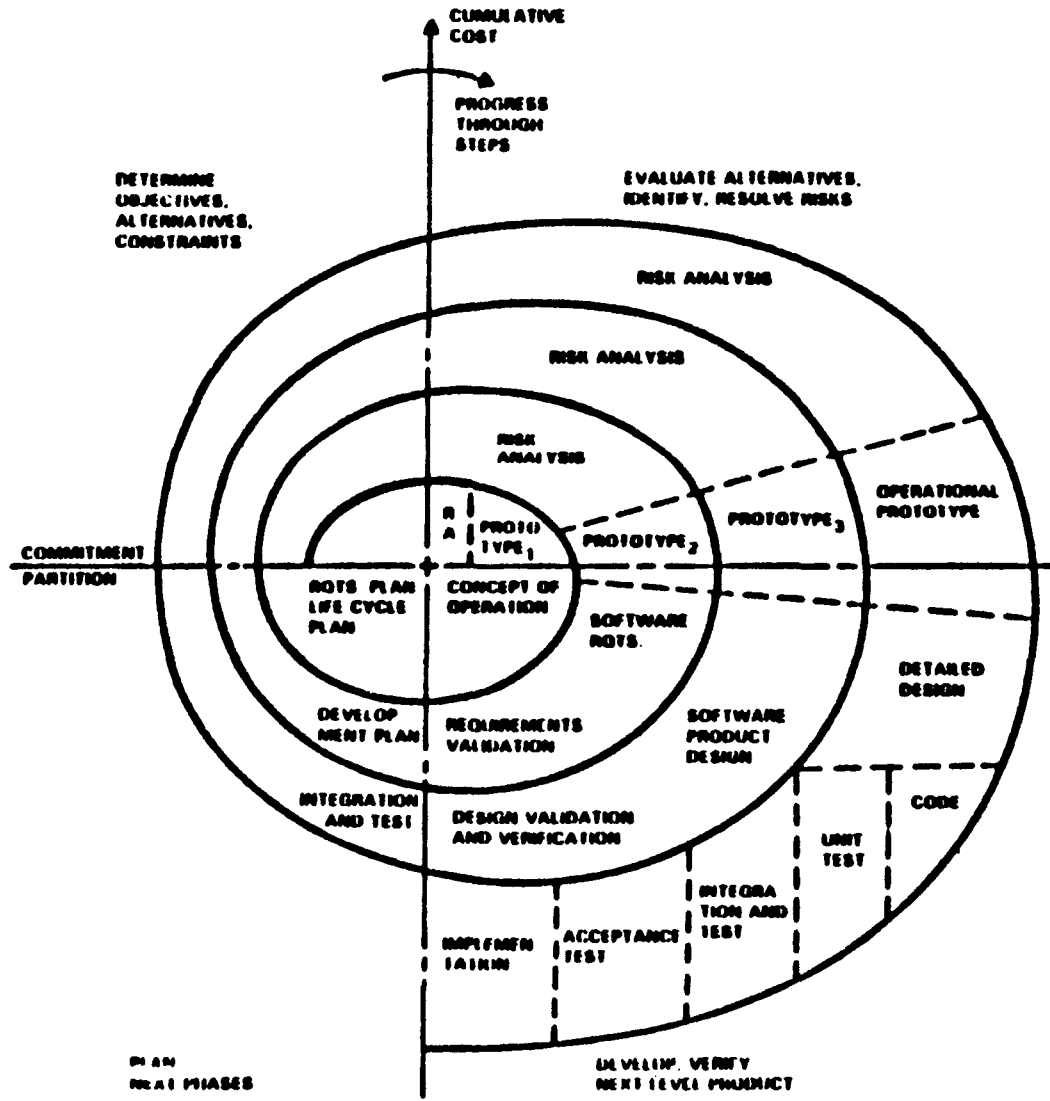 CUMULATIVE
COST
PROGRESS
THROUGH
STEPS
DETERMINE
OBJECTIVES,
ALTERNATIVES,
CONSTRAINTS
EVALUATE ALTERNATIVES,
IDENTIFY, RESOLVE RISKS
RISK ANALYSIS
RISK ANALYSIS
RISK
ANALYSIS
R
A
PROTO
TYPE1
PROTOTYPE2
PROTOTYPE3
OPERATIONAL
PROTOTYPE
COMMITMENT
PARTITION
RQTS PLAN
LIFE CYCLE
PLAN
CONCEPT OF
OPERATION
SOFTWARE
RQTS.
DETAILED
DESIGN
DEVELOP
MENT PLAN
REQUIREMENTS
VALIDATION
SOFTWARE
PRODUCT
DESIGN
INTEGRATION
AND TEST
DESIGN VALIDATION
AND VERIFICATION
CODE
UNIT
TEST
INTEGRA
TION AND
TEST
ACCEPTANCE
TEST
IMPLEMEN
TATION
PLAN
NEXT PHASES
DEVELOP, VERIFY
NEXT LEVEL PRODUCT